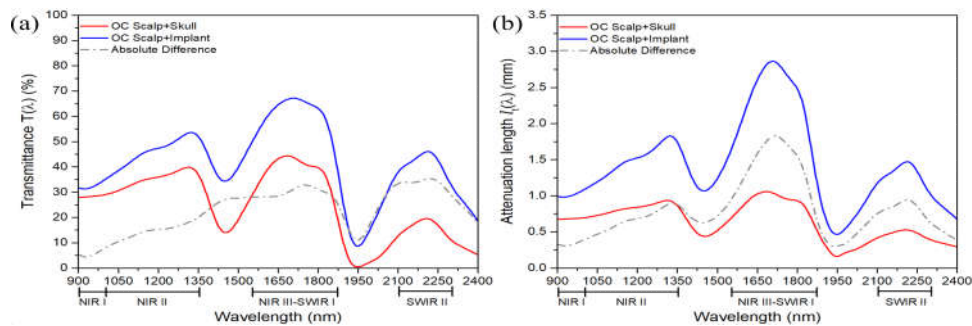 (a)
OC Scalp+Skull
OC Scalp+Implant
Absolute Difference
Transmittance T(λ) (%)
100
90
80
70
60
50
40
30
20
10
0
900 1050 1200 1350 1500 1650 1800 1950 2100 2250 2400
NIR I NIR II NIR III-SWIR I SWIR II
Wavelength (nm)
(b)
OC Scalp+Skull
OC Scalp+Implant
Absolute Difference
Attenuation length lt(λ) (mm)
3.5
3.0
2.5
2.0
1.5
1.0
0.5
0.0
900 1050 1200 1350 1500 1650 1800 1950 2100 2250 2400
NIR I NIR II NIR III-SWIR I SWIR II
Wavelength (nm)